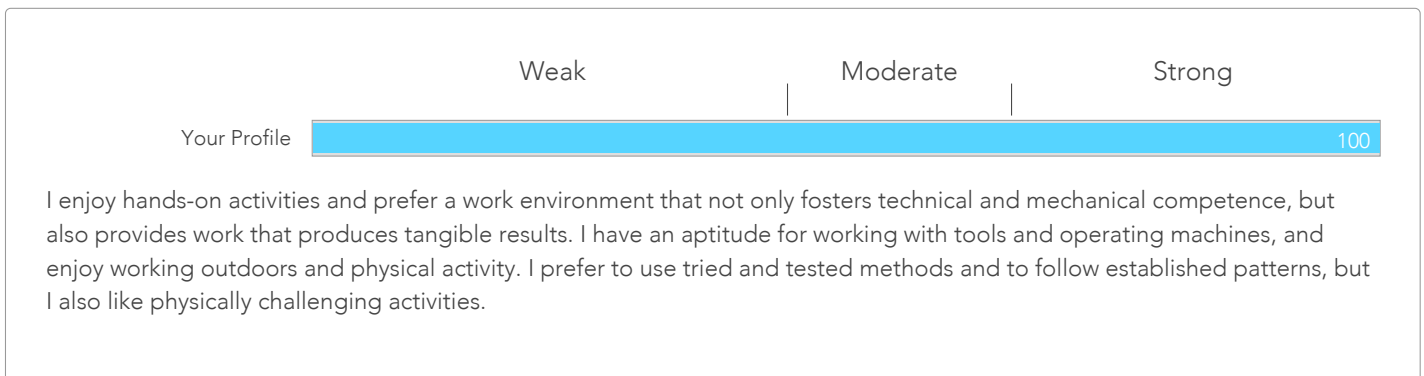 Weak Moderate Strong
Your Profile 100
I enjoy hands-on activities and prefer a work environment that not only fosters technical and mechanical competence, but
also provides work that produces tangible results. I have an aptitude for working with tools and operating machines, and
enjoy working outdoors and physical activity. I prefer to use tried and tested methods and to follow established patterns, but
I also like physically challenging activities.